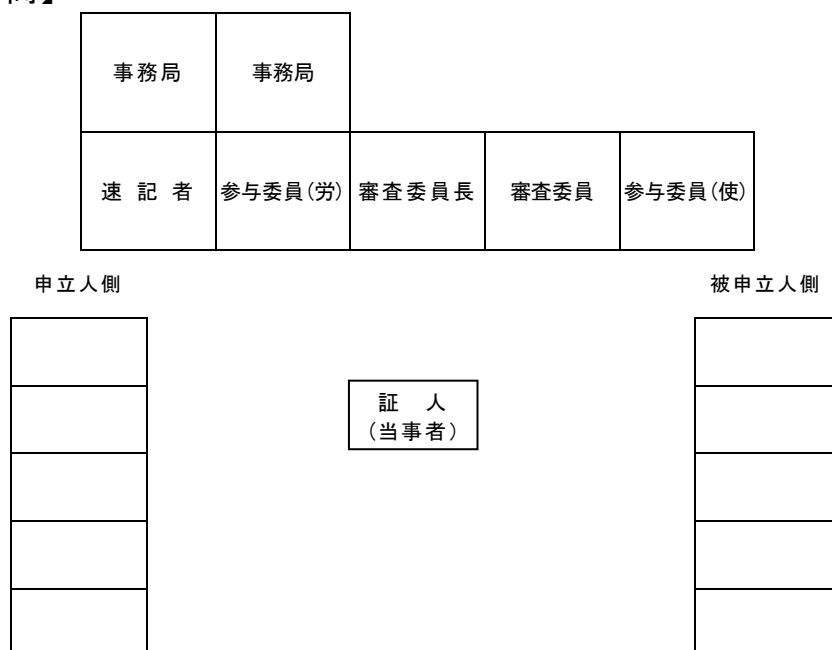 事務局 事務局
速記者 参与委員(労) 審査委員長 審査委員 参与委員(使)
申立人側 被申立人側
証人
(当事者)